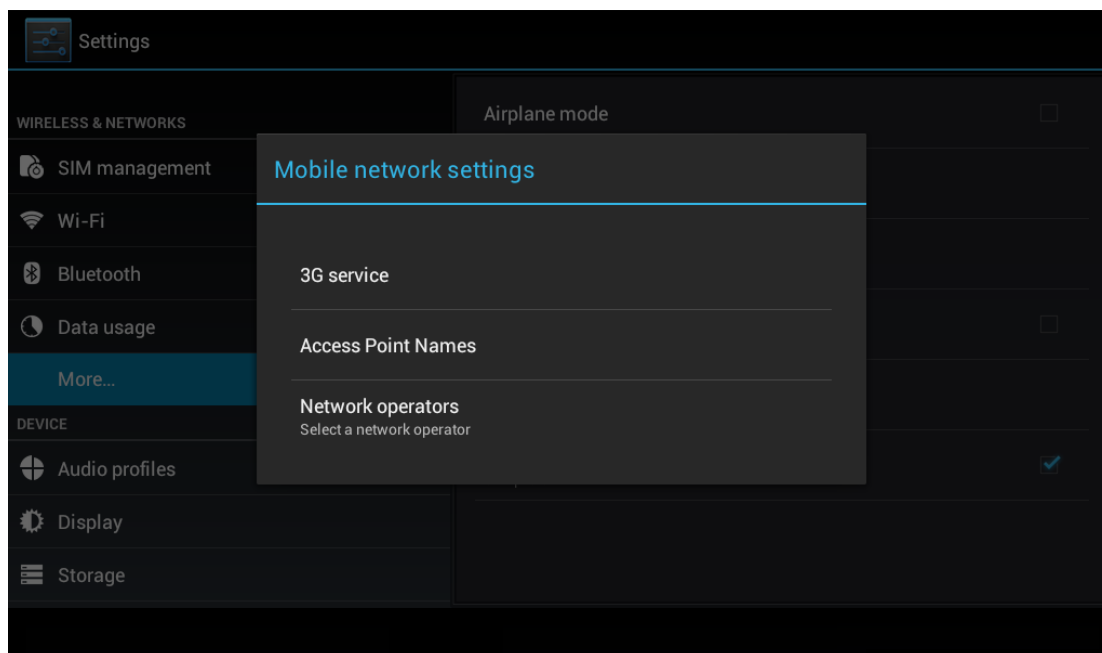 Settings
WIRELESS & NETWORKS
SIM management
Wi-Fi
Bluetooth
Data usage
More...
DEVICE
Audio profiles
Display
Storage
Airplane mode
Mobile network settings
3G service
Access Point Names
Network operators
Select a network operator